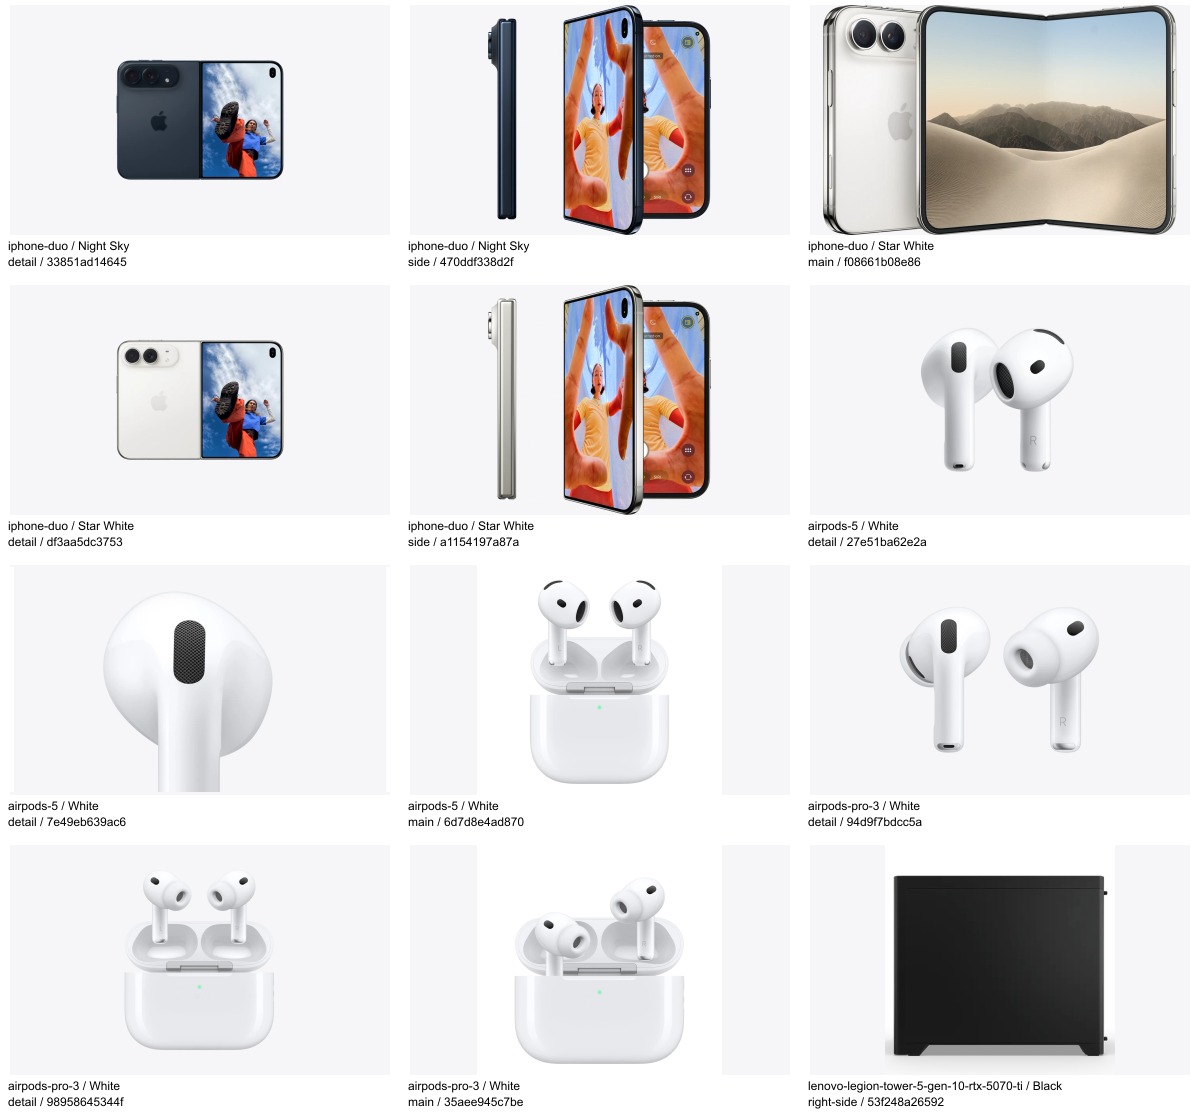 iphone-duo / Night Sky
detail / 33851ad14645
iphone-duo / Night Sky
side / 470ddf338d2f
iphone-duo / Star White
main / f08661b08e86
iphone-duo / Star White
detail / df3aa5dc3753
iphone-duo / Star White
side / a1154197a87a
R
airpods-5 / White
detail / 27e51ba62e2a
airpods-5 / White
detail / 7e49eb639ac6
airpods-5 / White
main / 6d7d8e4ad870
R
airpods-pro-3 / White
detail / 94d9f7bdcc5a
airpods-pro-3 / White
detail / 98958645344f
airpods-pro-3 / White
main / 35aee945c7be
lenovo-legion-tower-5-gen-10-rtx-5070-ti / Black
right-side / 53f248a26592